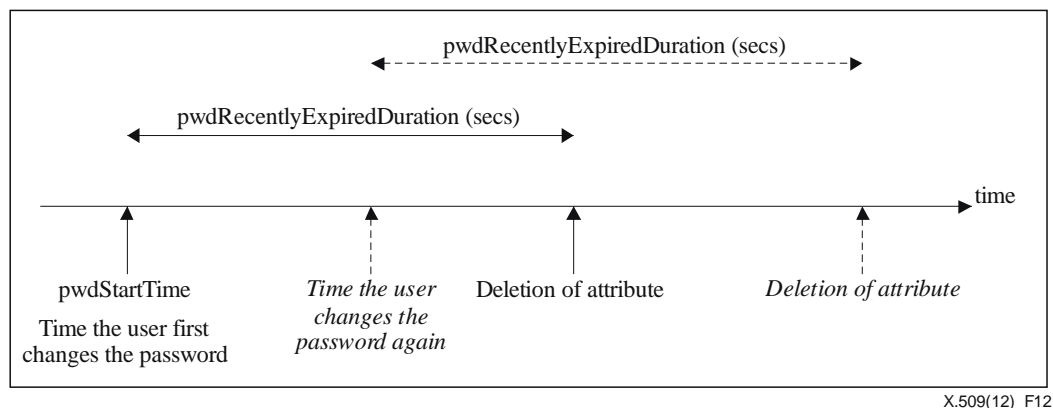 pwdRecentlyExpiredDuration (secs)
pwdRecentlyExpiredDuration (secs)
time
pwdStartTime
Time the user first
changes the password
Time the user
changes the
password again
Deletion of attribute
Deletion of attribute
X.509(12)_F12